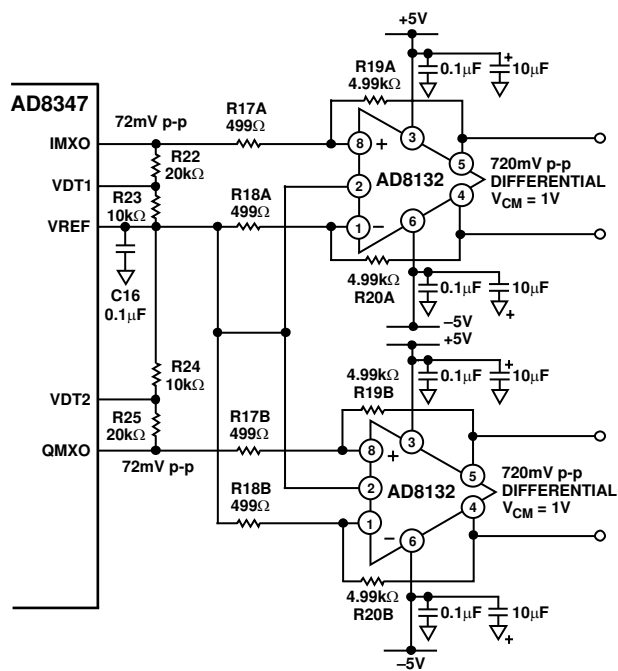 +5V
R19A
4.99kΩ
0.1μF
+
10μF
AD8347
72mV p-p
R17A
499Ω
IMXO
8
+
3
R22
20kΩ
5
720mV p-p
VDT1
2
AD8132
DIFFERENTIAL
R23
10kΩ
R18A
499Ω
4
VCM = 1V
VREF
1
–
6
C16
0.1μF
4.99kΩ
R20A
0.1μF
10μF
+
–5V
+5V
R24
10kΩ
4.99kΩ
R19B
0.1μF
+
10μF
VDT2
R25
20kΩ
R17B
499Ω
3
QMXO
72mV p-p
8
+
5
720mV p-p
R18B
499Ω
2
AD8132
DIFFERENTIAL
4
VCM = 1V
1
–
6
4.99kΩ
R20B
0.1μF
10μF
+
–5V